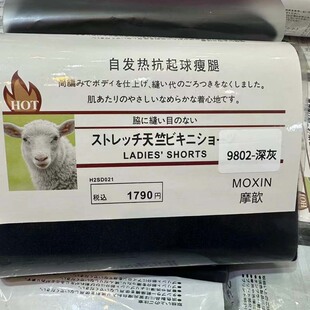 自发热抗起球瘦腿
筒編みでボディを仕上げ、縫い代のごろつきをなくしました。
肌あたりのやさしいなめらかな着心地です。
HOT
脇に縫い目のない
ストレッチ天竺ビキニショー
LADIES' SHORTS
9802-深灰
H2SD021
税込 1790円
MOXIN
摩歆